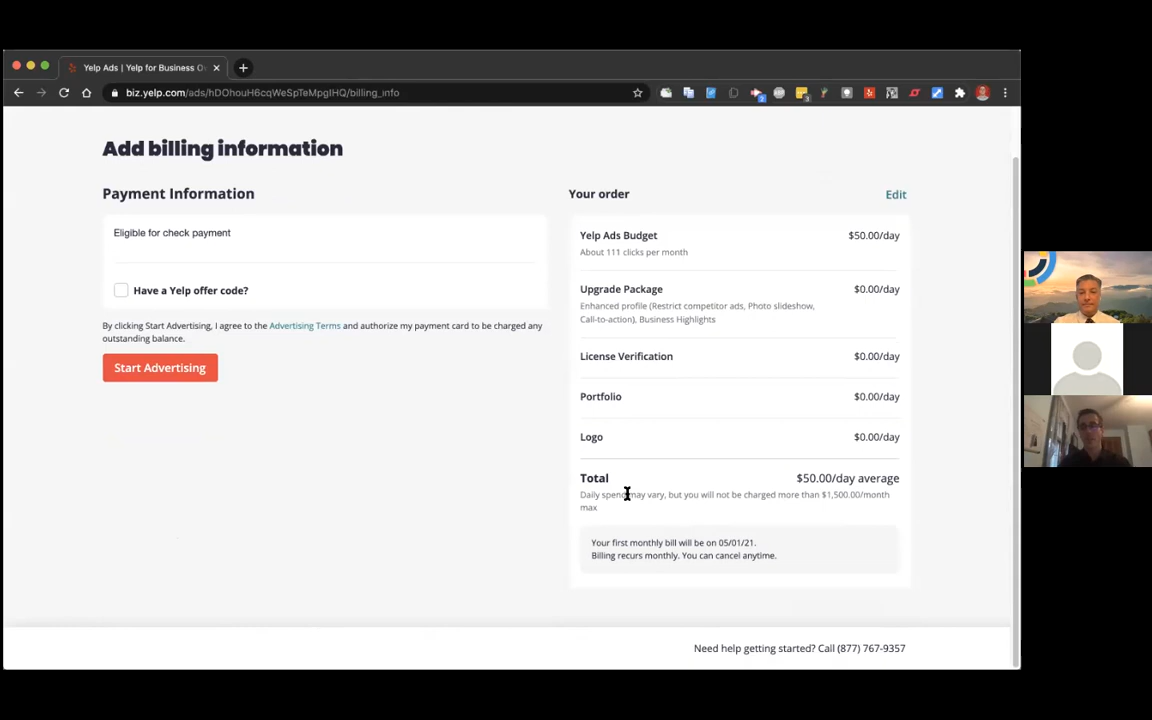 Yelp Ads | Yelp for Business O
biz.yelp.com/ads/hDOhouH6cqWeSpTeMpgIHQ/billing_info
Add billing information
Payment Information
Eligible for check payment
Have a Yelp offer code?
By clicking Start Advertising, I agree to the Advertising Terms and authorize my payment card to be charged any
outstanding balance.
Start Advertising
Your order
Edit
Yelp Ads Budget
$50.00/day
About 111 clicks per month
Upgrade Package
$0.00/day
Enhanced profile (Restrict competitor ads, Photo slideshow,
Call-to-action), Business Highlights
License Verification
$0.00/day
Portfolio
$0.00/day
Logo
$0.00/day
Total
$50.00/day average
Daily spend may vary, but you will not be charged more than $1,500.00/month
max
Your first monthly bill will be on 05/01/21.
Billing recurs monthly. You can cancel anytime.
Need help getting started? Call (877) 767-9357